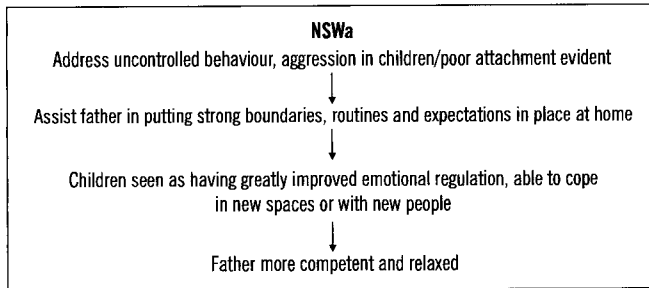 NSWa
Address uncontrolled behaviour, aggression in children/poor attachment evident
Assist father in putting strong boundaries, routines and expectations in place at home
Children seen as having greatly improved emotional regulation, able to cope
in new spaces or with new people
Father more competent and relaxed